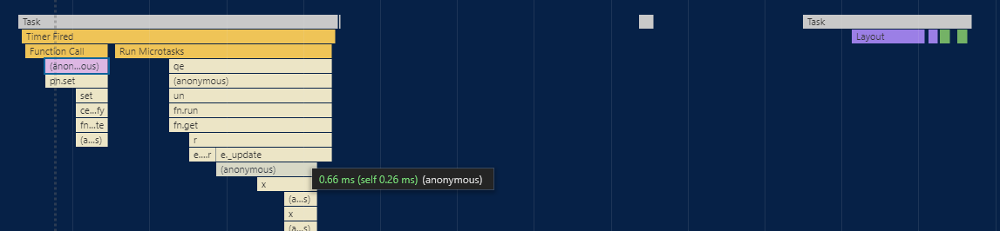 Task Task
Timer Fired Layout
Function Call Run Microtasks
(anon...ous) qe
pn.set (anonymous)
set un
ce...fy fn.run
fn...te fn.get
(a...s) r
e....r e._update
(anonymous)
0.66 ms (self 0.26 ms) (anonymous)
x
(a...s)
x
(a...s)